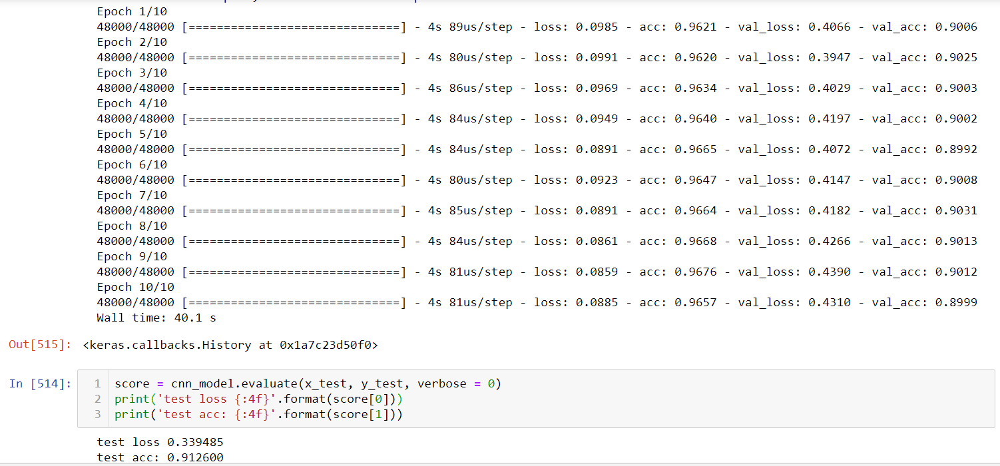 Epoch 1/10
48000/48000 [==============================] - 4s 89us/step - loss: 0.0985 - acc: 0.9621 - val_loss: 0.4066 - val_acc: 0.9006
Epoch 2/10
48000/48000 [==============================] - 4s 80us/step - loss: 0.0991 - acc: 0.9620 - val_loss: 0.3947 - val_acc: 0.9025
Epoch 3/10
48000/48000 [==============================] - 4s 86us/step - loss: 0.0969 - acc: 0.9634 - val_loss: 0.4029 - val_acc: 0.9003
Epoch 4/10
48000/48000 [==============================] - 4s 84us/step - loss: 0.0949 - acc: 0.9640 - val_loss: 0.4197 - val_acc: 0.9002
Epoch 5/10
48000/48000 [==============================] - 4s 84us/step - loss: 0.0891 - acc: 0.9665 - val_loss: 0.4072 - val_acc: 0.8992
Epoch 6/10
48000/48000 [==============================] - 4s 80us/step - loss: 0.0923 - acc: 0.9647 - val_loss: 0.4147 - val_acc: 0.9008
Epoch 7/10
48000/48000 [==============================] - 4s 85us/step - loss: 0.0891 - acc: 0.9664 - val_loss: 0.4182 - val_acc: 0.9031
Epoch 8/10
48000/48000 [==============================] - 4s 84us/step - loss: 0.0861 - acc: 0.9668 - val_loss: 0.4266 - val_acc: 0.9013
Epoch 9/10
48000/48000 [==============================] - 4s 81us/step - loss: 0.0859 - acc: 0.9676 - val_loss: 0.4390 - val_acc: 0.9012
Epoch 10/10
48000/48000 [==============================] - 4s 81us/step - loss: 0.0885 - acc: 0.9657 - val_loss: 0.4310 - val_acc: 0.8999
Wall time: 40.1 s
Out[515]: <keras.callbacks.History at 0x1a7c23d50f0>
In [514]: 1 score = cnn_model.evaluate(x_test, y_test, verbose = 0)
2 print('test loss {:4f}'.format(score[0]))
3 print('test acc: {:4f}'.format(score[1]))
test loss 0.339485
test acc: 0.912600